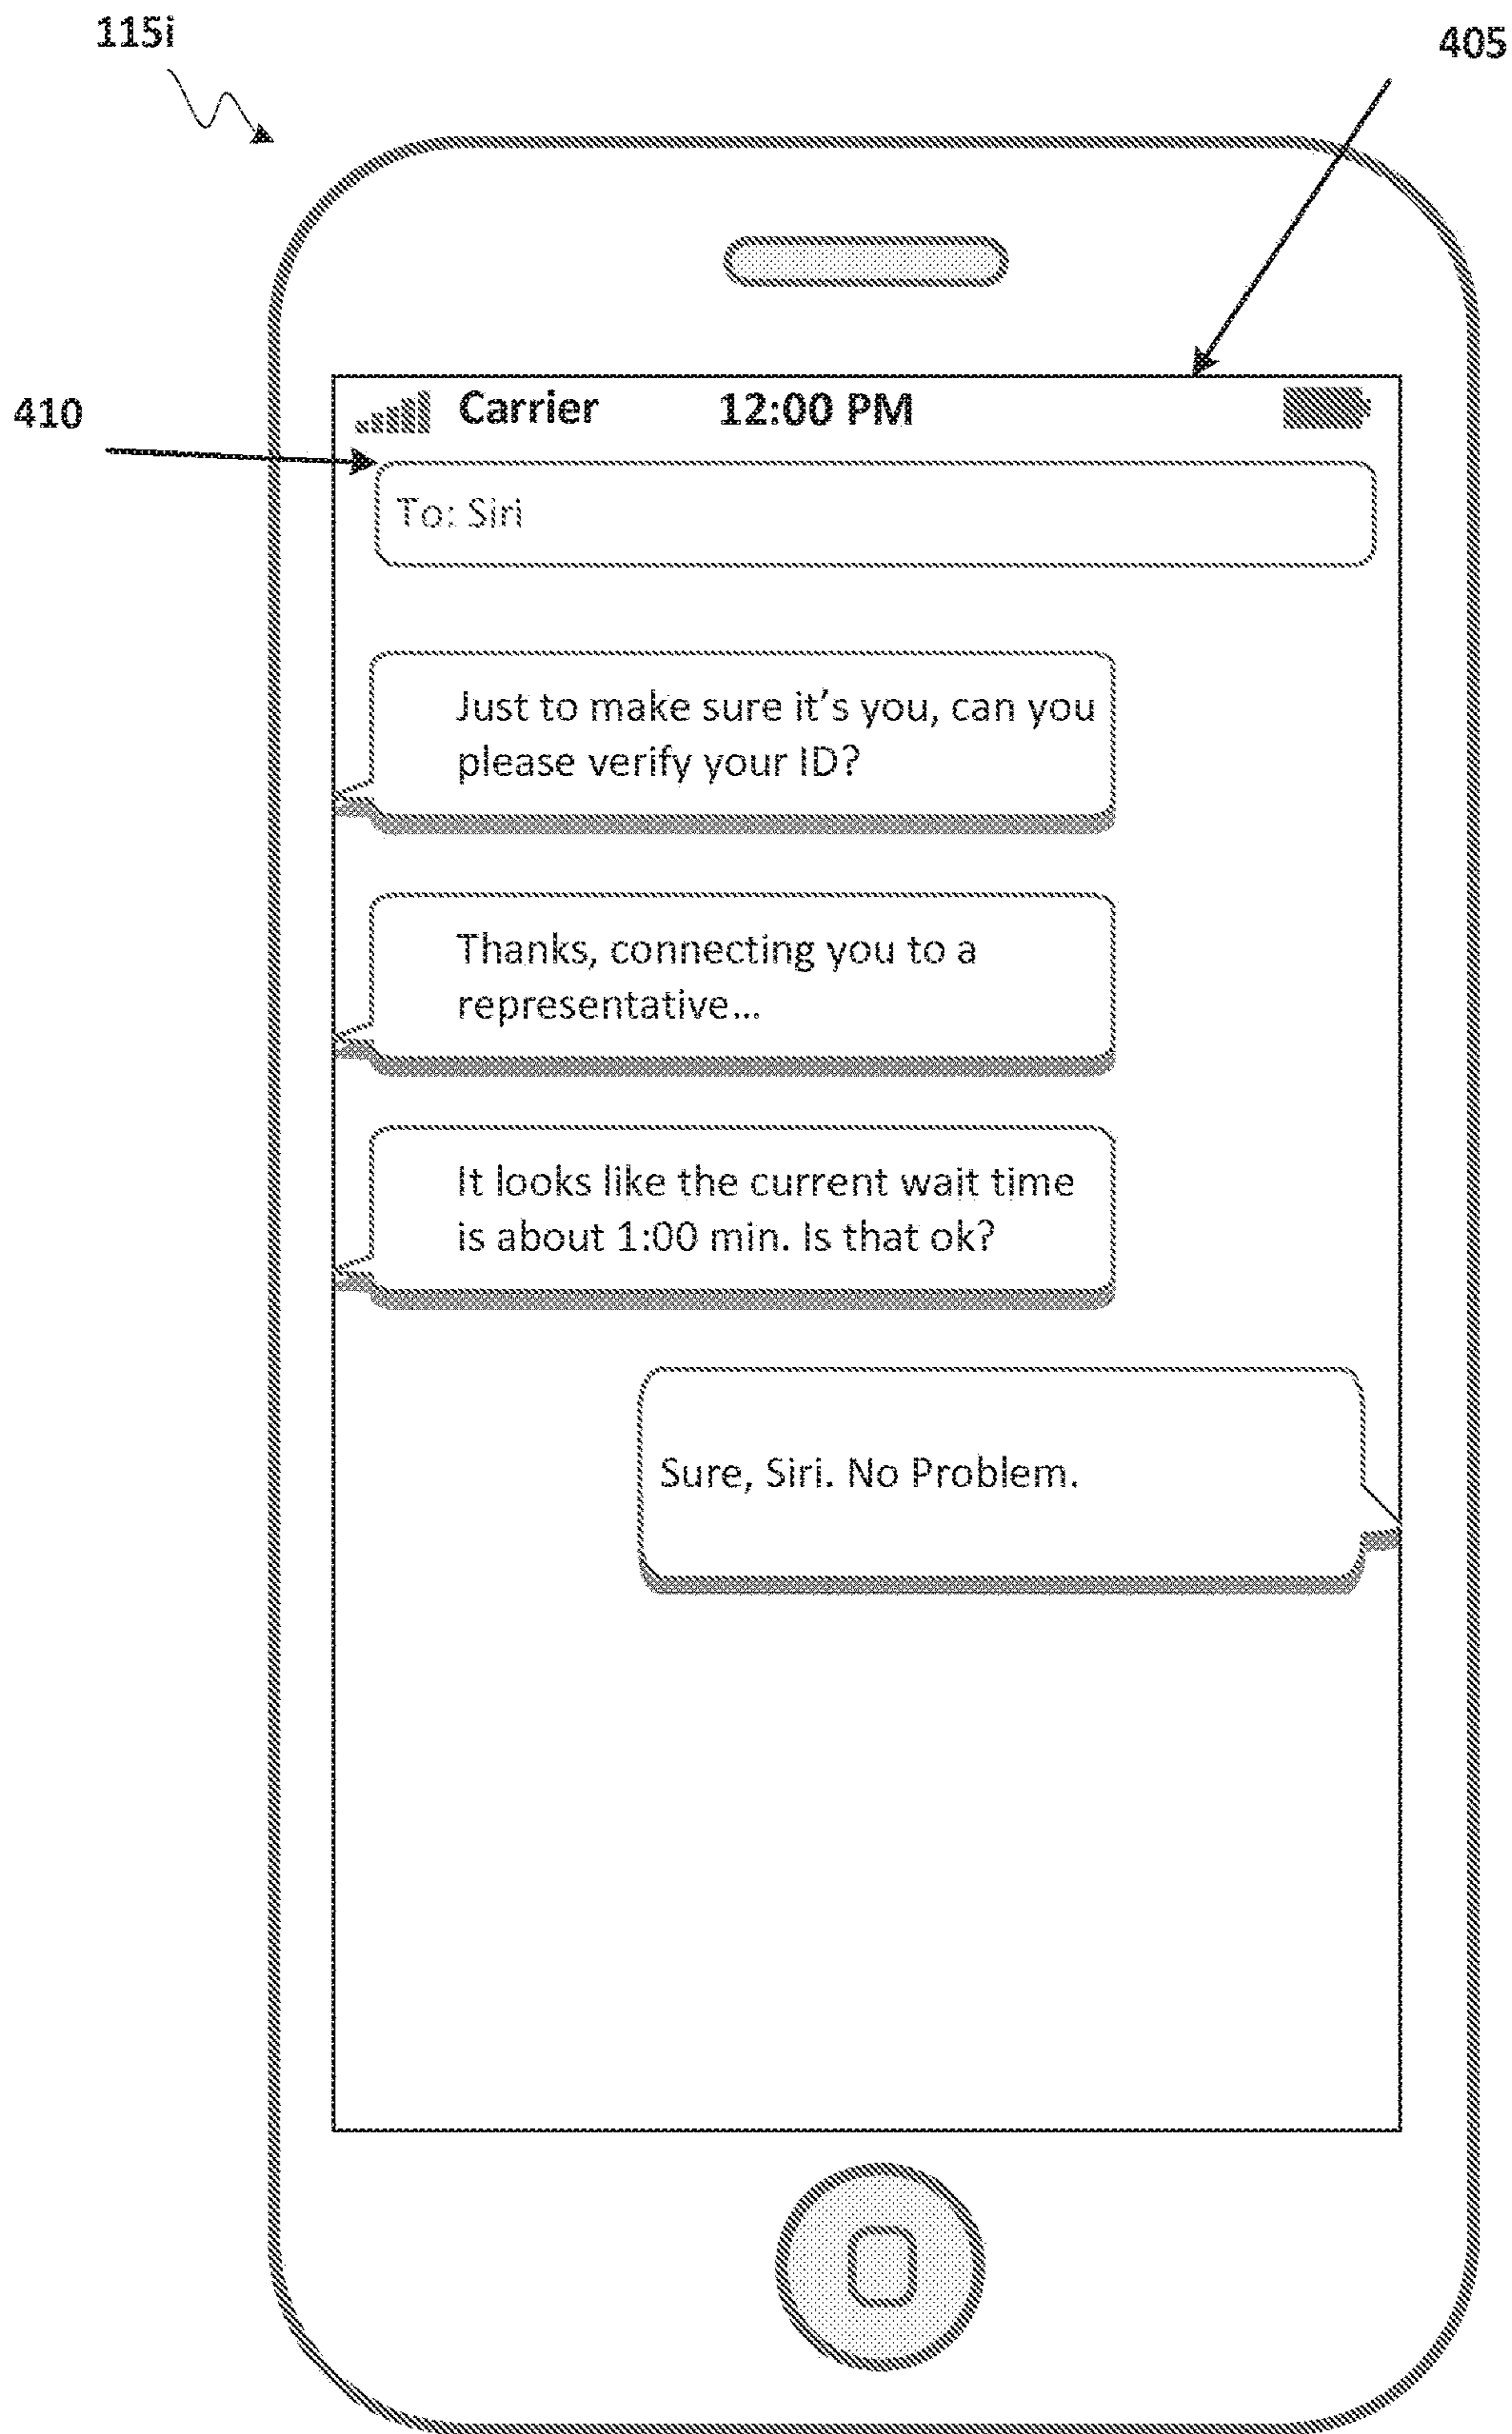 115i
405
410
Carrier 12:00 PM
To: Siri
Just to make sure it’s you, can you
please verify your ID?
Thanks, connecting you to a
representative...
It looks like the current wait time
is about 1:00 min. Is that ok?
Sure, Siri. No Problem.